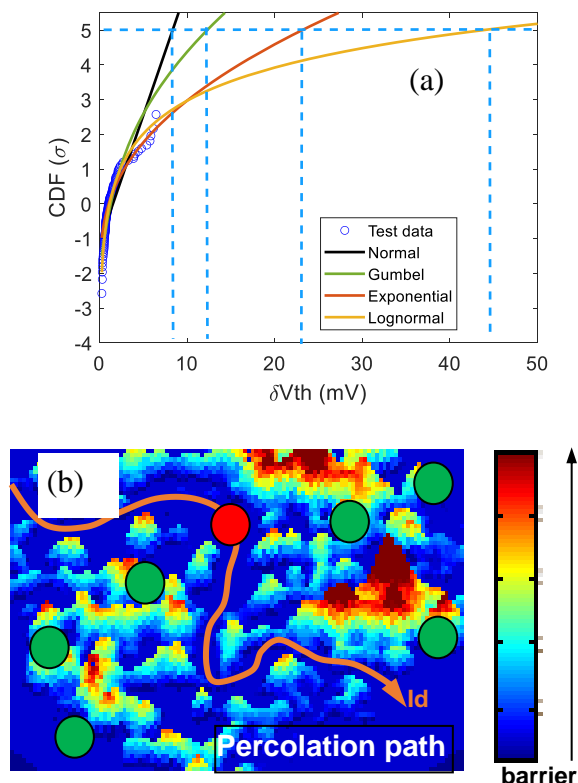 5
4
3
2
1
0
-1
-2
-3
-4
CDF (σ)
(a)
Test data
Normal
Gumbel
Exponential
Lognormal
0 10 20 30 40 50
δVth (mV)
(b)
Id
Percolation path
barrier